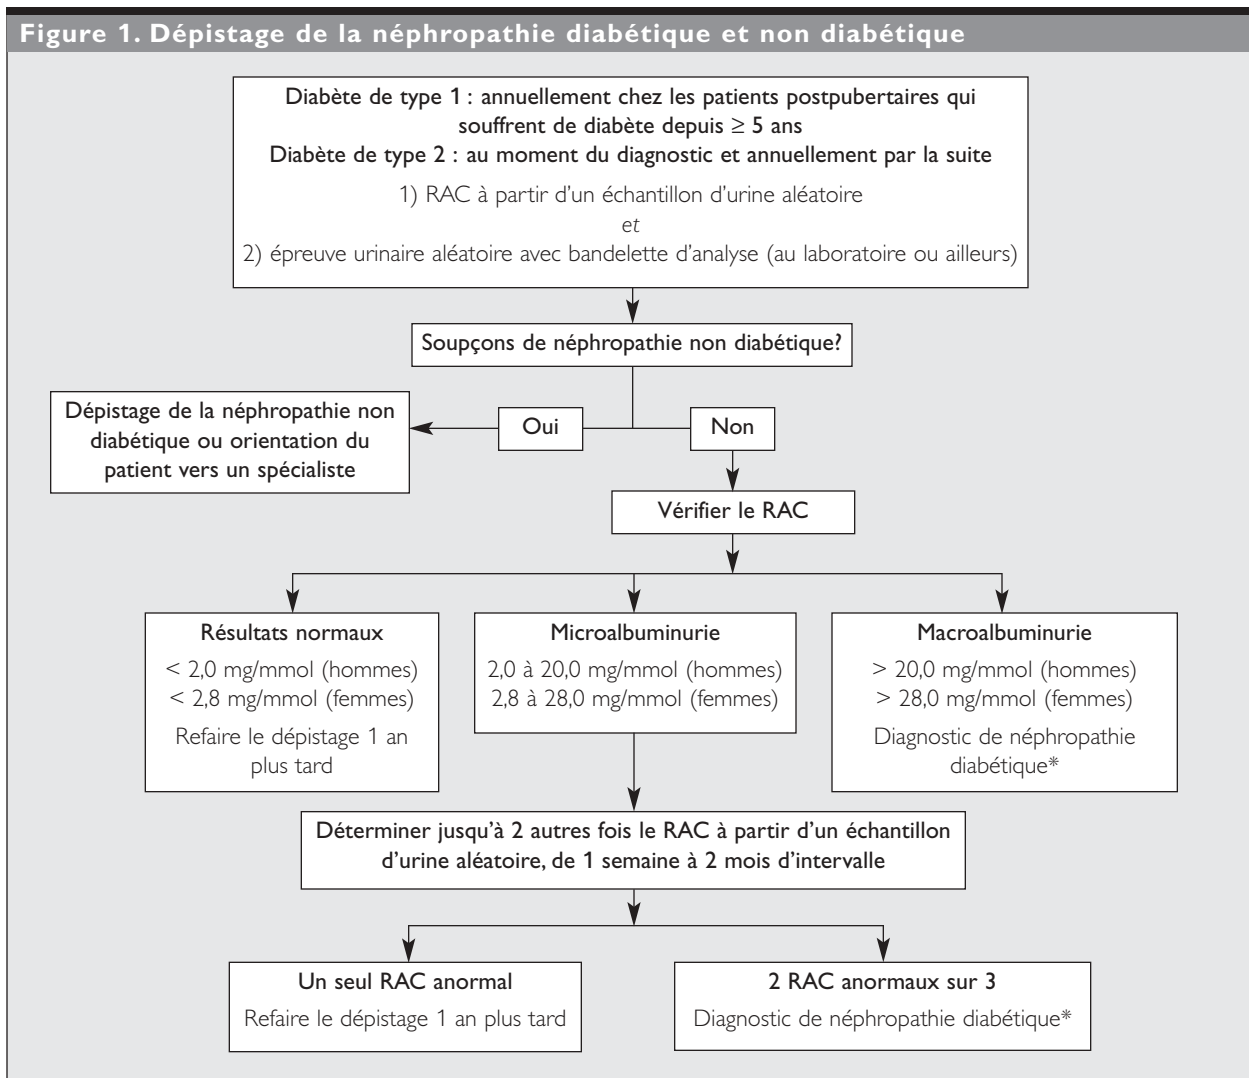 Figure 1. Dépistage de la néphropathie diabétique et non diabétique
Diabète de type 1 : annuellement chez les patients postpubertaires qui
souffrent de diabète depuis ≥ 5 ans
Diabète de type 2 : au moment du diagnostic et annuellement par la suite
1) RAC à partir d'un échantillon d'urine aléatoire
et
2) épreuve urinaire aléatoire avec bandelette d'analyse (au laboratoire ou ailleurs)
Soupçons de néphropathie non diabétique?
Dépistage de la néphropathie non
diabétique ou orientation du
patient vers un spécialiste
Oui
Non
Vérifier le RAC
Résultats normaux
< 2,0 mg/mmol (hommes)
< 2,8 mg/mmol (femmes)
Refaire le dépistage 1 an
plus tard
Microalbuminurie
2,0 à 20,0 mg/mmol (hommes)
2,8 à 28,0 mg/mmol (femmes)
Macroalbuminurie
> 20,0 mg/mmol (hommes)
> 28,0 mg/mmol (femmes)
Diagnostic de néphropathie
diabétique*
Déterminer jusqu'à 2 autres fois le RAC à partir d'un échantillon
d'urine aléatoire, de 1 semaine à 2 mois d'intervalle
Un seul RAC anormal
Refaire le dépistage 1 an plus tard
2 RAC anormaux sur 3
Diagnostic de néphropathie diabétique*